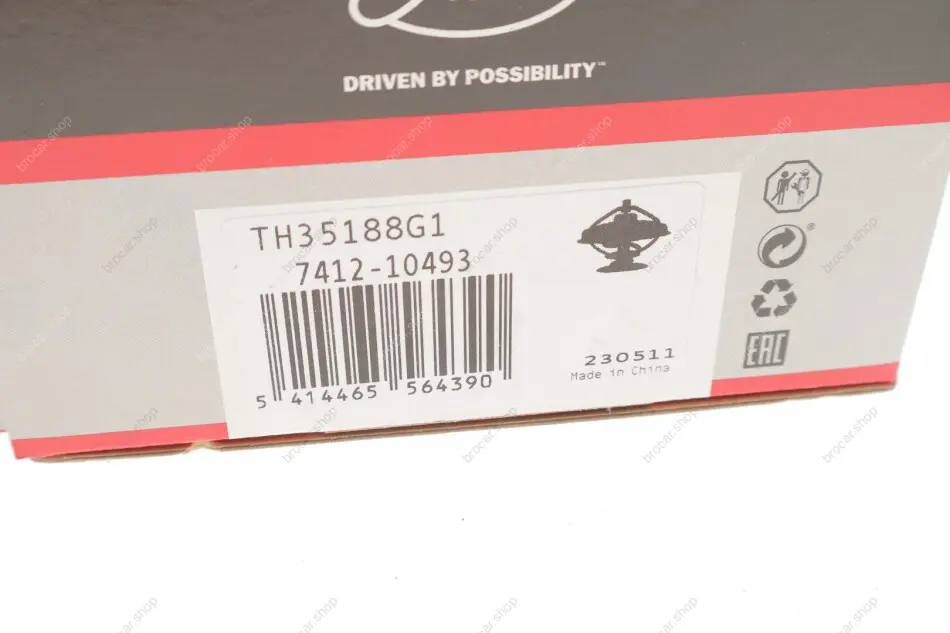 DRIVEN BY POSSIBILITY™
TH35188G1
7412-10493
5 414465 564390
230511
Made in China
®
EAC
brocar.shop